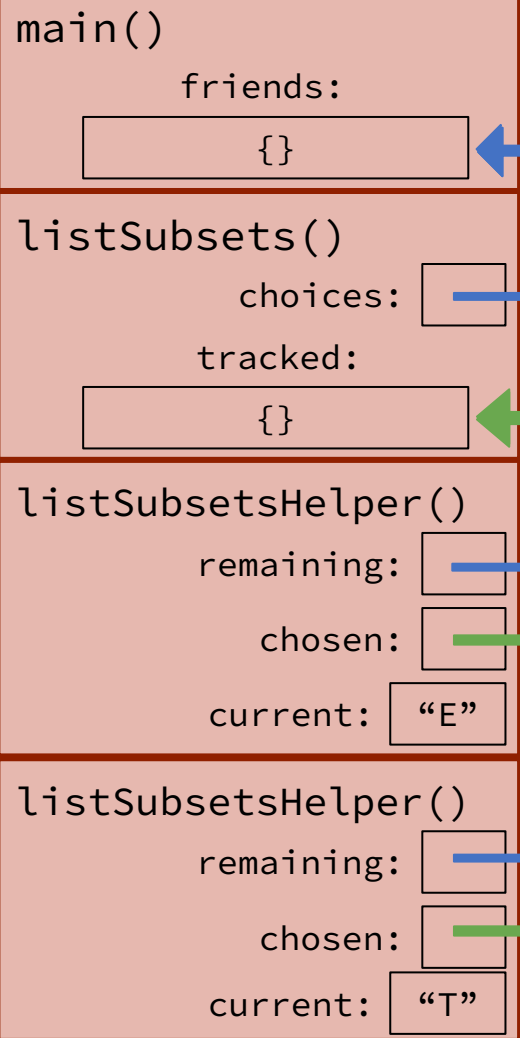 main()
friends:
{}
listSubsets()
choices:
tracked:
{}
listSubsetsHelper()
remaining:
chosen:
current: “E”
listSubsetsHelper()
remaining:
chosen:
current: “T”